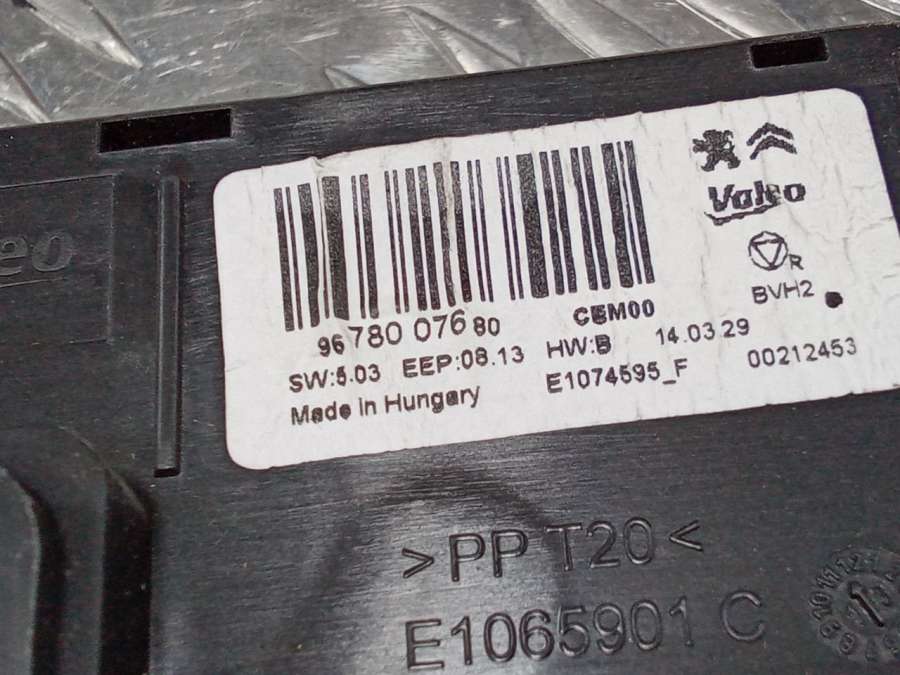 Valeo
R
BVH2
CEM00
96 780 076 80
SW:5.03 EEP:08.13 HW:B 14.03 29
Made in Hungary E1074595_F 00212453
eo
>PP T20<
E1065901 C